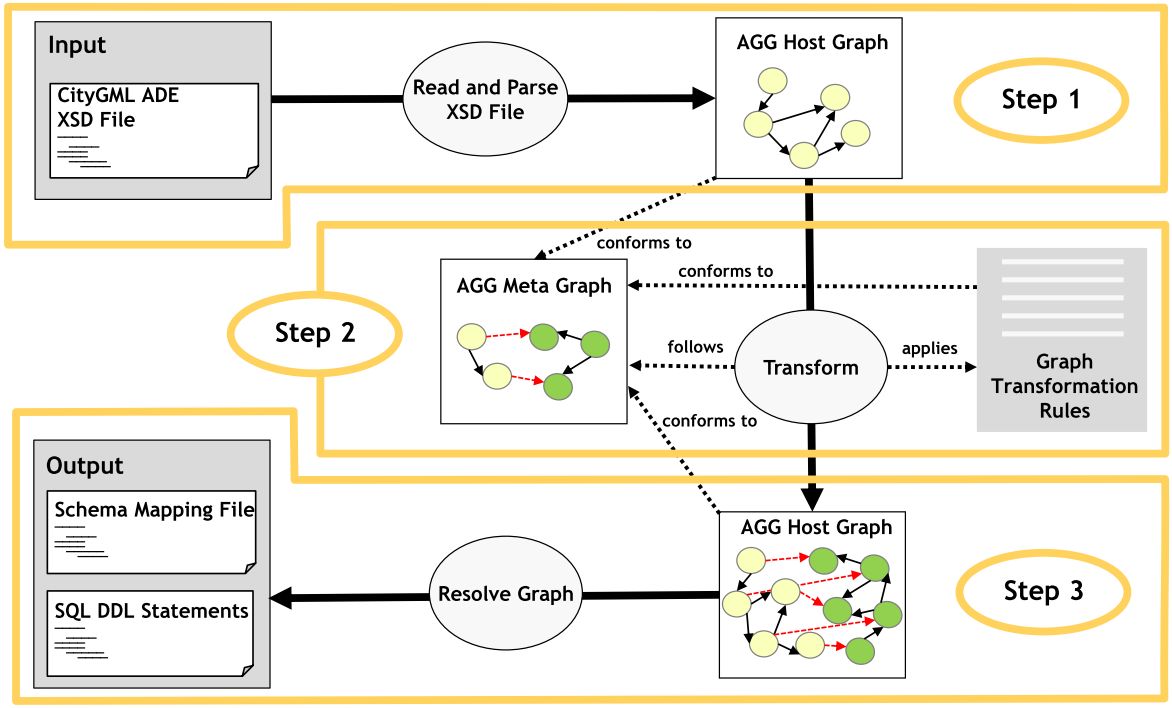 Input
CityGML ADE
XSD File
Read and Parse
XSD File
AGG Host Graph
Step 1
conforms to
conforms to
AGG Meta Graph
Step 2
follows
Transform
applies
Graph
Transformation
Rules
conforms to
Output
Schema Mapping File
SQL DDL Statements
Resolve Graph
AGG Host Graph
Step 3